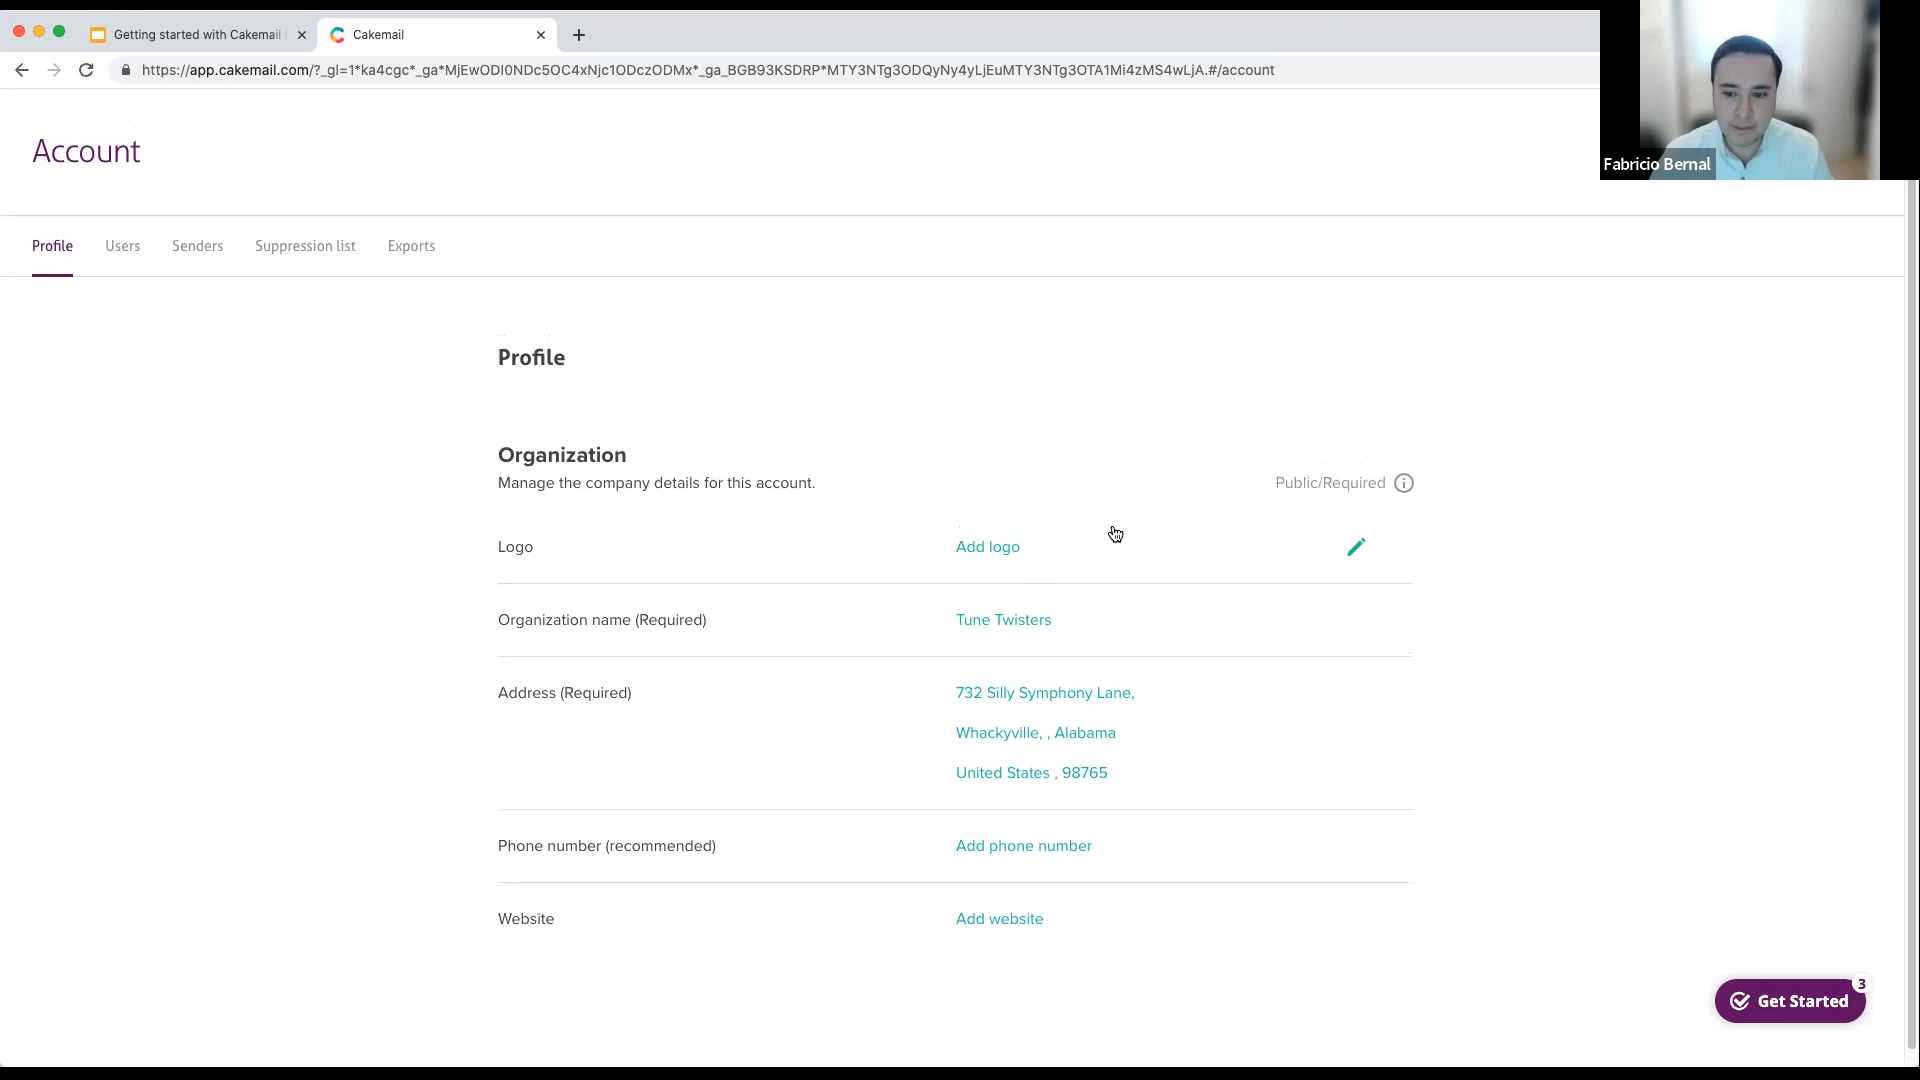 Getting started with Cakemail
Cakemail
https://app.cakemail.com/?_gl=1*ka4cgc*_ga*MjEwODI0NDc5OC4xNjc1ODczODMx*_ga_BGB93KSDRP*MTY3NTg3ODQyNy4yLjEuMTY3NTg3OTA1Mi4zMS4wLjA.#/account
Fabricio Bernal
Account
Profile Users Senders Suppression list Exports
Profile
Organization
Manage the company details for this account. Public/Required
Logo Add logo
Organization name (Required) Tune Twisters
Address (Required) 732 Silly Symphony Lane,
Whackyville, , Alabama
United States , 98765
Phone number (recommended) Add phone number
Website Add website
3
Get Started